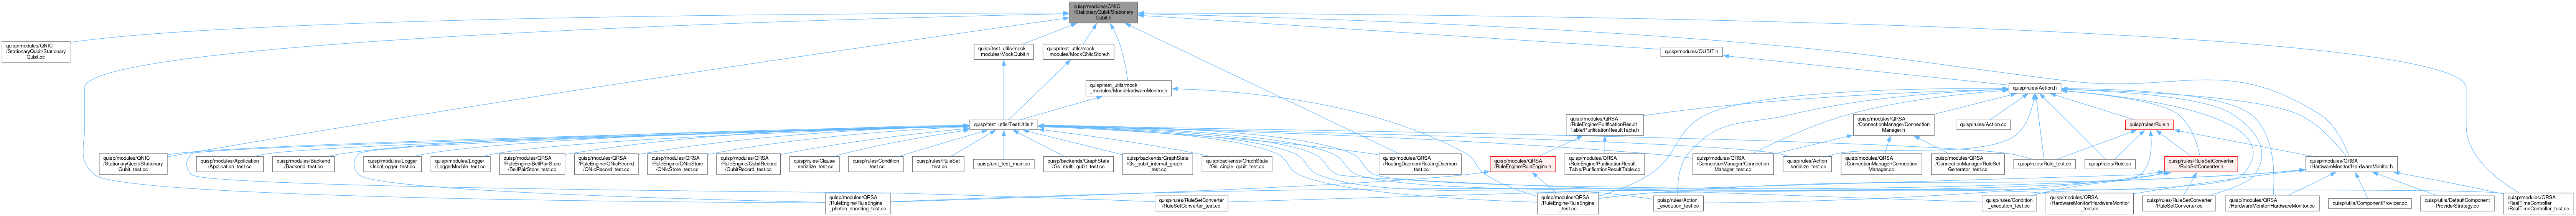 quisp/modules/QNIC
/StationaryQubit/Stationary
Qubit.h
quisp/modules/QNIC
/StationaryQubit/Stationary
Qubit.cc
quisp/test_utils/mock
_modules/MockQubit.h
quisp/test_utils/mock
_modules/MockQNicStore.h
quisp/modules/QUBIT.h
quisp/test_utils/mock
_modules/MockHardwareMonitor.h
quisp/rules/Action.h
quisp/test_utils/TestUtils.h
quisp/modules/QRSA
/RuleEngine/PurificationResult
Table/PurificationResultTable.h
quisp/modules/QRSA
/ConnectionManager/Connection
Manager.h
quisp/rules/Action.cc
quisp/rules/Rule.h
quisp/modules/QNIC
/StationaryQubit/Stationary
Qubit_test.cc
quisp/modules/Application
/Application_test.cc
quisp/modules/Backend
/Backend_test.cc
quisp/modules/Logger
/JsonLogger_test.cc
quisp/modules/Logger
/LoggerModule_test.cc
quisp/modules/QRSA
/RuleEngine/BellPairStore
/BellPairStore_test.cc
quisp/modules/QRSA
/RuleEngine/QNicRecord
/QNicRecord_test.cc
quisp/modules/QRSA
/RuleEngine/QNicStore
/QNicStore_test.cc
quisp/modules/QRSA
/RuleEngine/QubitRecord
/QubitRecord_test.cc
quisp/rules/Clause
_serialize_test.cc
quisp/rules/Condition
_test.cc
quisp/rules/RuleSet
_test.cc
quisp/unit_test_main.cc
quisp/backends/GraphState
/Gs_multi_qubit_test.cc
quisp/backends/GraphState
/Gs_qubit_internal_graph
_test.cc
quisp/backends/GraphState
/Gs_single_qubit_test.cc
quisp/modules/QRSA
/RoutingDaemon/RoutingDaemon
_test.cc
quisp/modules/QRSA
/RuleEngine/RuleEngine.h
quisp/modules/QRSA
/RuleEngine/PurificationResult
Table/PurificationResultTable.cc
quisp/modules/QRSA
/ConnectionManager/Connection
Manager_test.cc
quisp/rules/Action
_serialize_test.cc
quisp/modules/QRSA
/ConnectionManager/Connection
Manager.cc
quisp/modules/QRSA
/ConnectionManager/RuleSet
Generator_test.cc
quisp/rules/Rule_test.cc
quisp/rules/Rule.cc
quisp/rules/RuleSetConverter
/RuleSetConverter.h
quisp/modules/QRSA
/HardwareMonitor/HardwareMonitor.h
quisp/modules/QRSA
/RuleEngine/RuleEngine
_photon_shooting_test.cc
quisp/rules/RuleSetConverter
/RuleSetConverter_test.cc
quisp/modules/QRSA
/RuleEngine/RuleEngine
_test.cc
quisp/rules/Action
_execution_test.cc
quisp/rules/Condition
_execution_test.cc
quisp/modules/QRSA
/HardwareMonitor/HardwareMonitor
_test.cc
quisp/rules/RuleSetConverter
/RuleSetConverter.cc
quisp/modules/QRSA
/HardwareMonitor/HardwareMonitor.cc
quisp/utils/ComponentProvider.cc
quisp/utils/DefaultComponent
ProviderStrategy.cc
quisp/modules/QRSA
/RealTimeController
/RealTimeController_test.cc